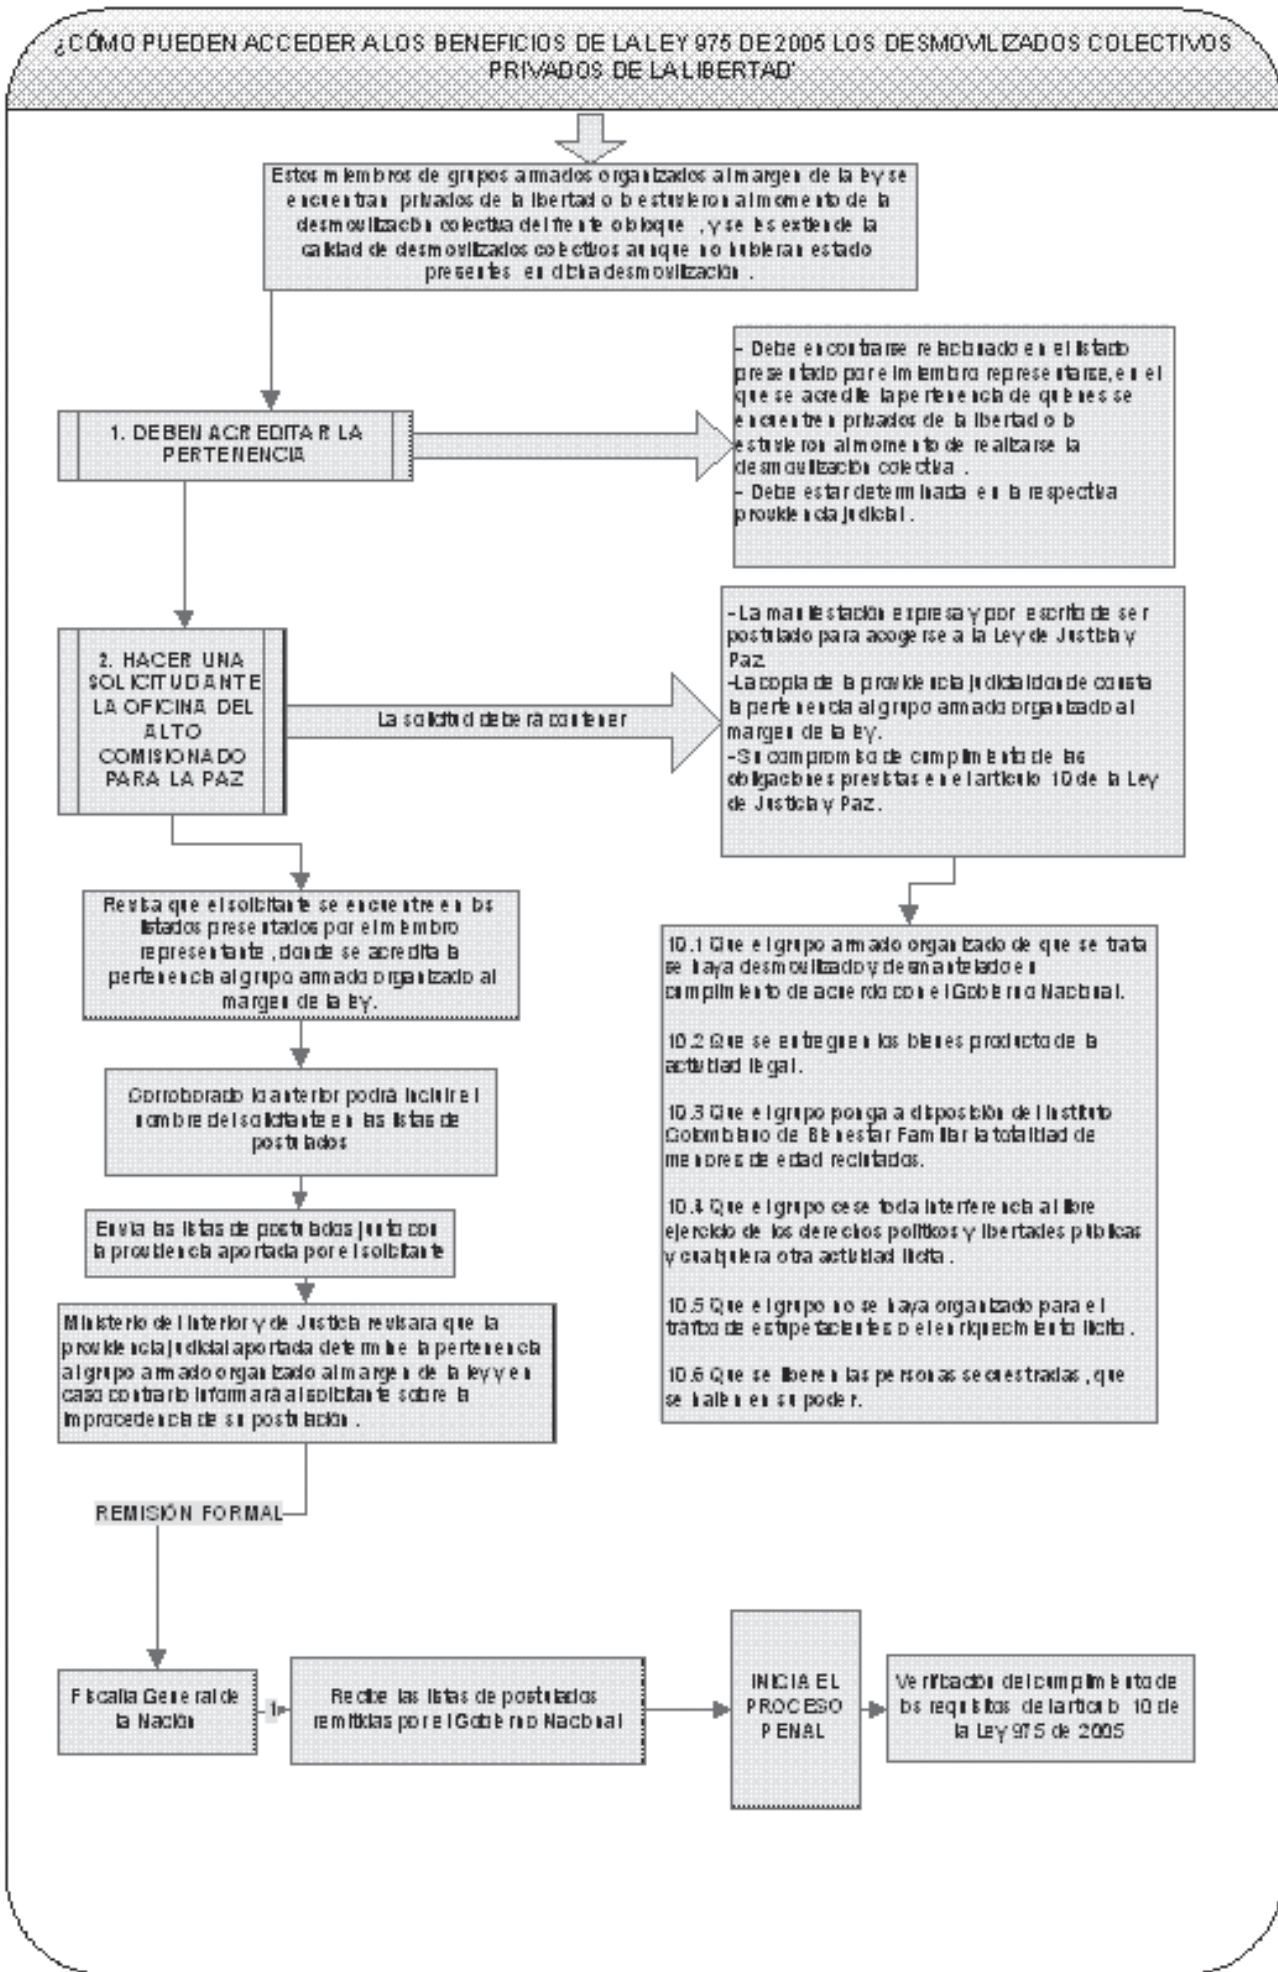 ¿CÓMO PUEDEN ACCEDER A LOS BENEFICIOS DE LA LEY 975 DE 2005 LOS DESMOVILIZADOS COLECTIVOS
PRIVADOS DE LA LIBERTAD'
Estos miembros de grupos armados organizados al margen de la ley se
encuentran privados de la libertad o lo estuvieron al momento de la
desmovilización colectiva del frente o bloque , y se les extiende la
calidad de desmovilizados colectivos aunque no hubieran estado
presentes en dicha desmovilización .
1. DEBEN ACREDITAR LA
PERTENENCIA
- Debe encontrarse relacionado en el listado
presentado por el miembro representarse, en el
que se acredite la pertenencia de quienes se
encuentren privados de la libertad o lo
estuvieron al momento de realizarse la
desmovilización colectiva .
- Debe estar determinada en la respectiva
providencia judicial .
2. HACER UNA
SOLICITUD ANTE
LA OFICINA DEL
ALTO
COMISIONADO
PARA LA PAZ
La solicitud deberá contener
- La manifestación expresa y por escrito de ser
postulado para acogerse a la Ley de Justicia y
Paz
-La copia de la providencia judicial donde consta
la pertenencia al grupo armado organizado al
margen de la ley.
- Su compromiso de cumplimiento de las
obligaciones previstas en el artículo 10 de la Ley
de Justicia y Paz .
Revisa que el solicitante se encuentre en los
listados presentados por el miembro
representante , donde se acredita la
pertenencia al grupo armado organizado al
margen de la ley.
Corroborado lo anterior podrá incluir el
nombre del solicitante en las listas de
postulados
Envía las listas de postulados junto con
la providencia aportada por el solicitante
Ministerio del Interior y de Justicia revisara que la
providencia judicial aportada determine la pertenencia
al grupo armado organizado al margen de la ley y en
caso contrario informará al solicitante sobre la
improcedencia de su postulación .
10.1 Que el grupo armado organizado de que se trata
se haya desmovilizado y desmantelado en
cumplimiento de acuerdo con el Gobierno Nacional.
10.2 Que se entreguen los bienes producto de la
actividad ilegal.
10.3 Que el grupo ponga a disposición del Instituto
Colombiano de Bienestar Familiar la totalidad de
menores de edad reclutados.
10.4 Que el grupo cese toda interferencia al libre
ejercicio de los derechos políticos y libertades públicas
y cualquiera otra actividad ilícita .
10.5 Que el grupo no se haya organizado para el
tráfico de estupefacientes o el enriquecimiento ilícito .
10.6 Que se liberen las personas secuestradas , que
se hallen en su poder.
REMISIÓN FORMAL
Fiscalía General de
la Nación
1
Recibe las listas de postulados
remitidas por el Gobierno Nacional
INICIA EL
PROCESO
PENAL
Verificación del cumplimiento de
los requisitos del artículo 10 de
la Ley 975 de 2005